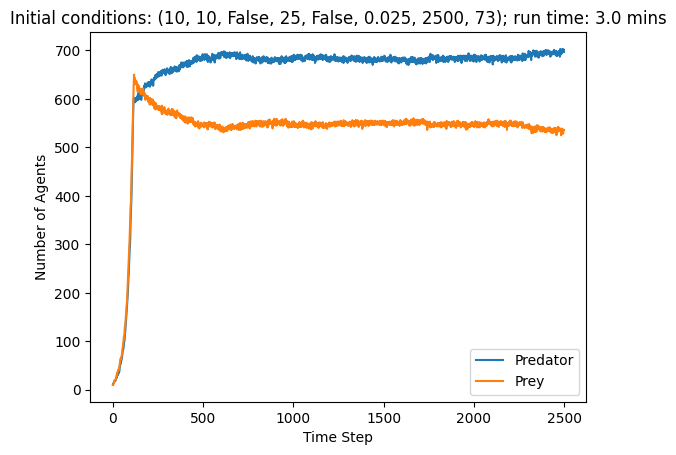 Initial conditions: (10, 10, False, 25, False, 0.025, 2500, 73); run time: 3.0 mins
700
600
500
400
300
200
100
0
Number of Agents
0 500 1000 1500 2000 2500
Time Step
Predator
Prey